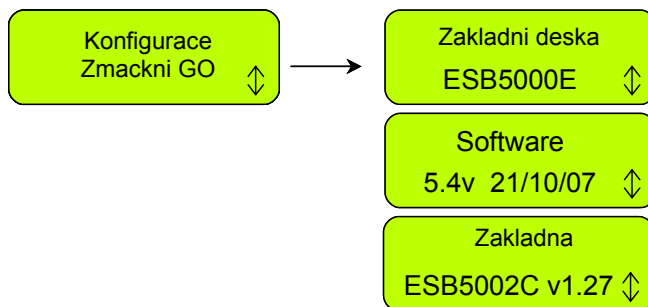 Konfigurace
Zmackni GO
Zakladni deska
ESB5000E
Software
5.4v 21/10/07
Zakladna
ESB5002C v1.27